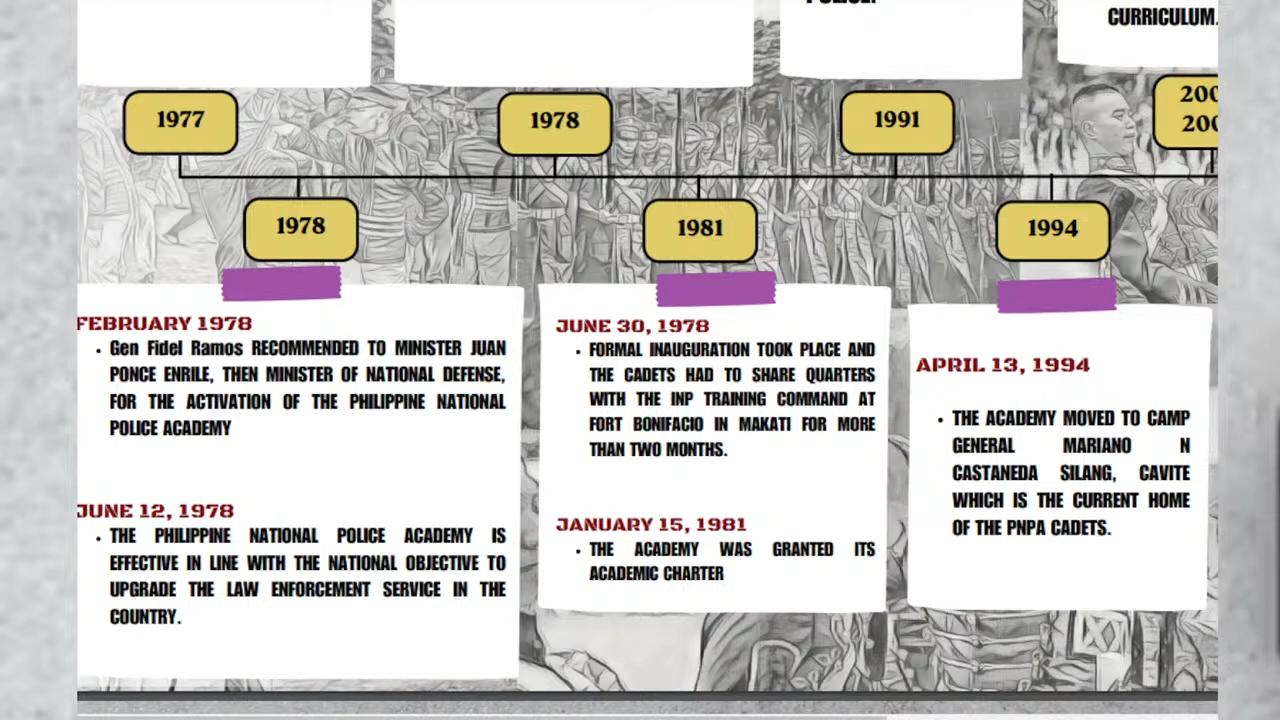 CURRICULUM.
1977
1978
1991
1978
1981
1994
FEBRUARY 1978
• Gen Fidel Ramos RECOMMENDED TO MINISTER JUAN
PONCE ENRILE, THEN MINISTER OF NATIONAL DEFENSE,
FOR THE ACTIVATION OF THE PHILIPPINE NATIONAL
POLICE ACADEMY
JUNE 12, 1978
• THE PHILIPPINE NATIONAL POLICE ACADEMY IS
EFFECTIVE IN LINE WITH THE NATIONAL OBJECTIVE TO
UPGRADE THE LAW ENFORCEMENT SERVICE IN THE
COUNTRY.
JUNE 30, 1978
• FORMAL INAUGURATION TOOK PLACE AND
THE CADETS HAD TO SHARE QUARTERS
WITH THE INP TRAINING COMMAND AT
FORT BONIFACIO IN MAKATI FOR MORE
THAN TWO MONTHS.
JANUARY 15, 1981
• THE ACADEMY WAS GRANTED ITS
ACADEMIC CHARTER
APRIL 13, 1994
• THE ACADEMY MOVED TO CAMP
GENERAL MARIANO N
CASTANEDA SILANG, CAVITE
WHICH IS THE CURRENT HOME
OF THE PNPA CADETS.